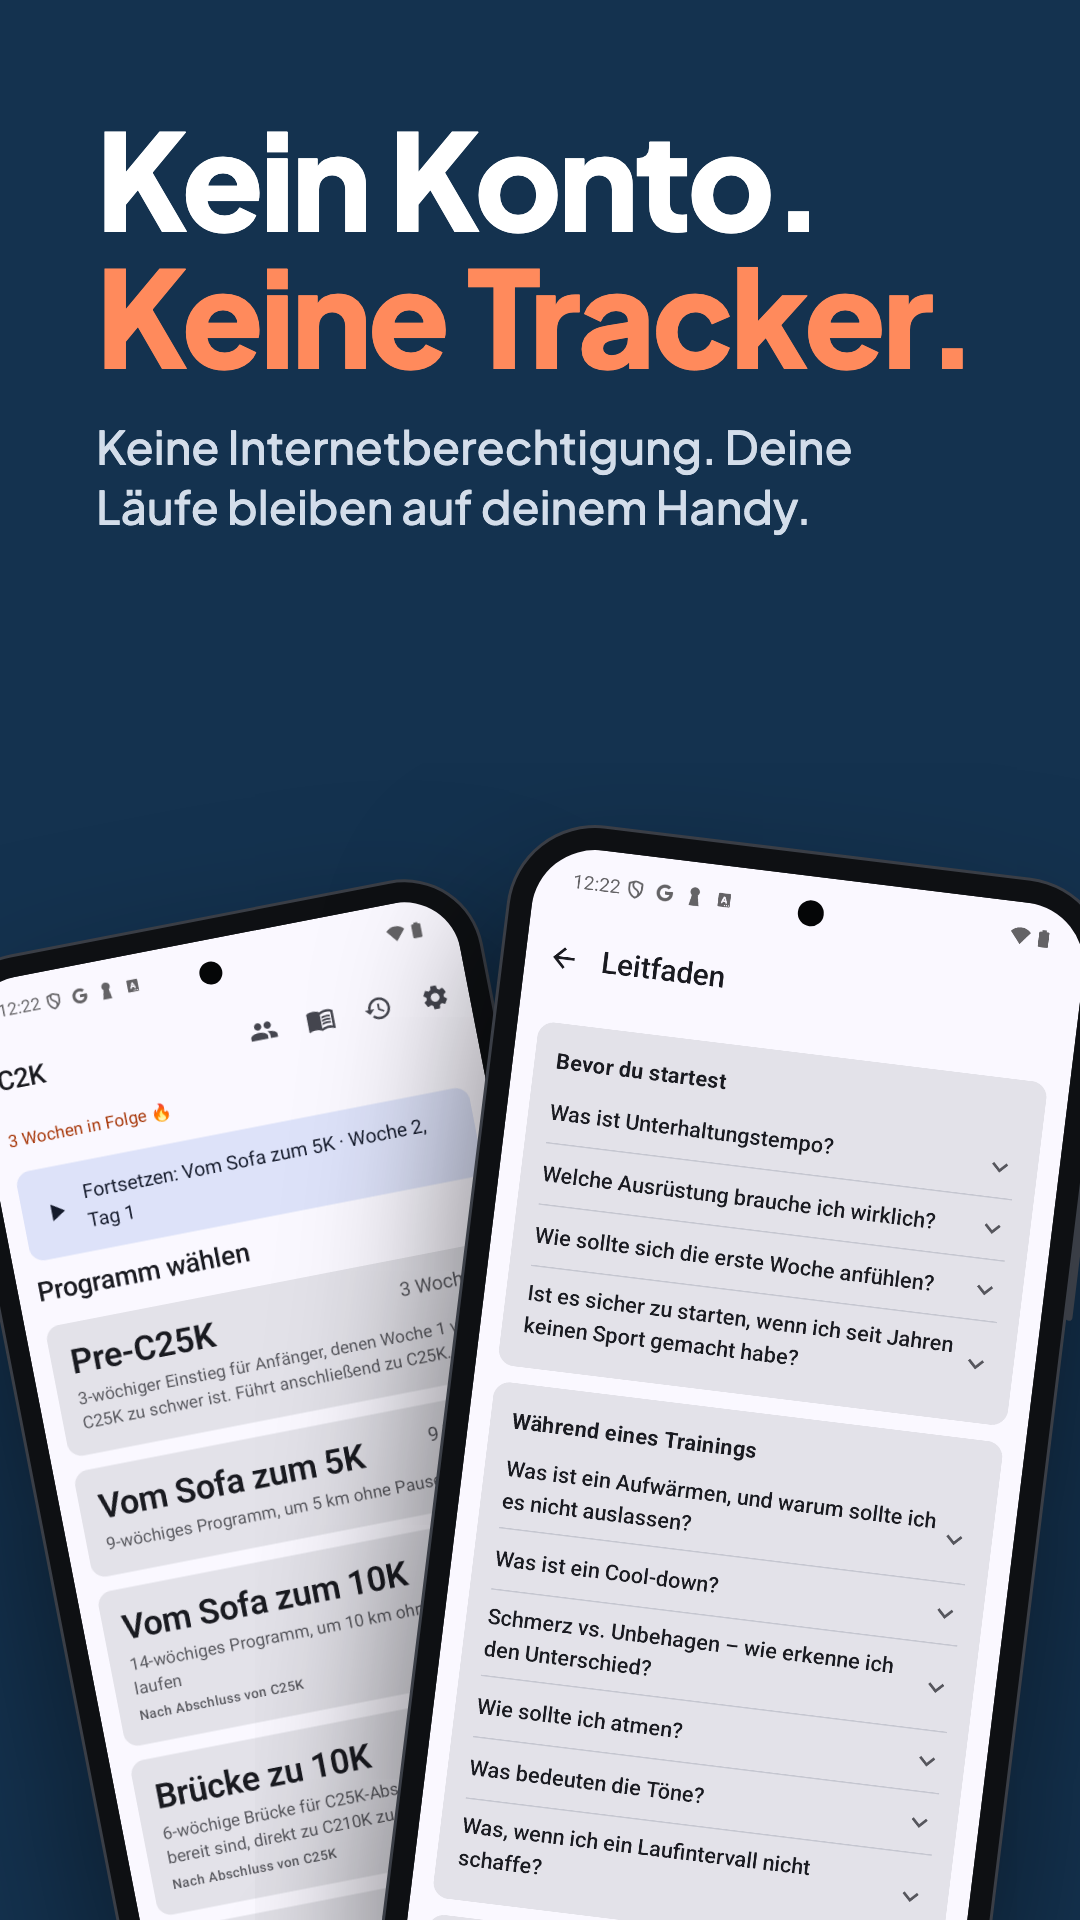 Kein Konto.
Keine Tracker.
Keine Internetberechtigung. Deine
Läufe bleiben auf deinem Handy.
12:22
C2K
3 Wochen in Folge 🔥
Fortsetzen: Vom Sofa zum 5K · Woche 2,
Tag 1
Programm wählen
3 Woch
Pre-C25K
3-wöchiger Einstieg für Anfänger, denen Woche 1 v
C25K zu schwer ist. Führt anschließend zu C25K.
9
Vom Sofa zum 5K
9-wöchiges Programm, um 5 km ohne Paus
Vom Sofa zum 10K
14-wöchiges Programm, um 10 km ohn
laufen
Nach Abschluss von C25K
Brücke zu 10K
6-wöchige Brücke für C25K-Abs
bereit sind, direkt zu C210K zu
Nach Abschluss von C25K
12:22
Leitfaden
Bevor du startest
Was ist Unterhaltungstempo?
Welche Ausrüstung brauche ich wirklich?
Wie sollte sich die erste Woche anfühlen?
Ist es sicher zu starten, wenn ich seit Jahren
keinen Sport gemacht habe?
Während eines Trainings
Was ist ein Aufwärmen, und warum sollte ich
es nicht auslassen?
Was ist ein Cool-down?
Schmerz vs. Unbehagen – wie erkenne ich
den Unterschied?
Wie sollte ich atmen?
Was bedeuten die Töne?
Was, wenn ich ein Laufintervall nicht
schaffe?